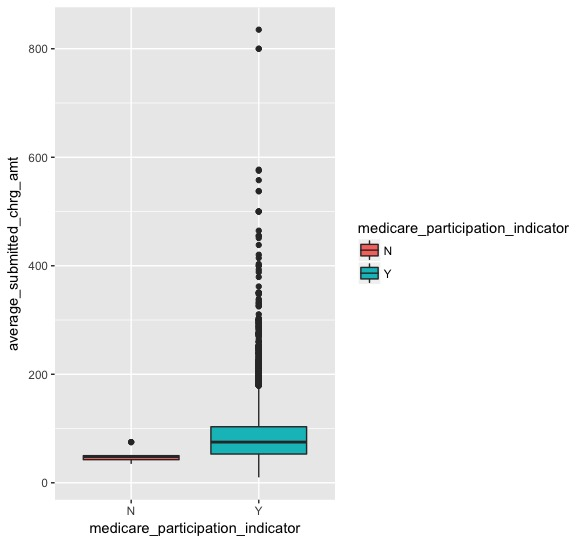 average_submitted_chrg_amt
800
600
400
200
0
N
Y
medicare_participation_indicator
medicare_participation_indicator
N
Y